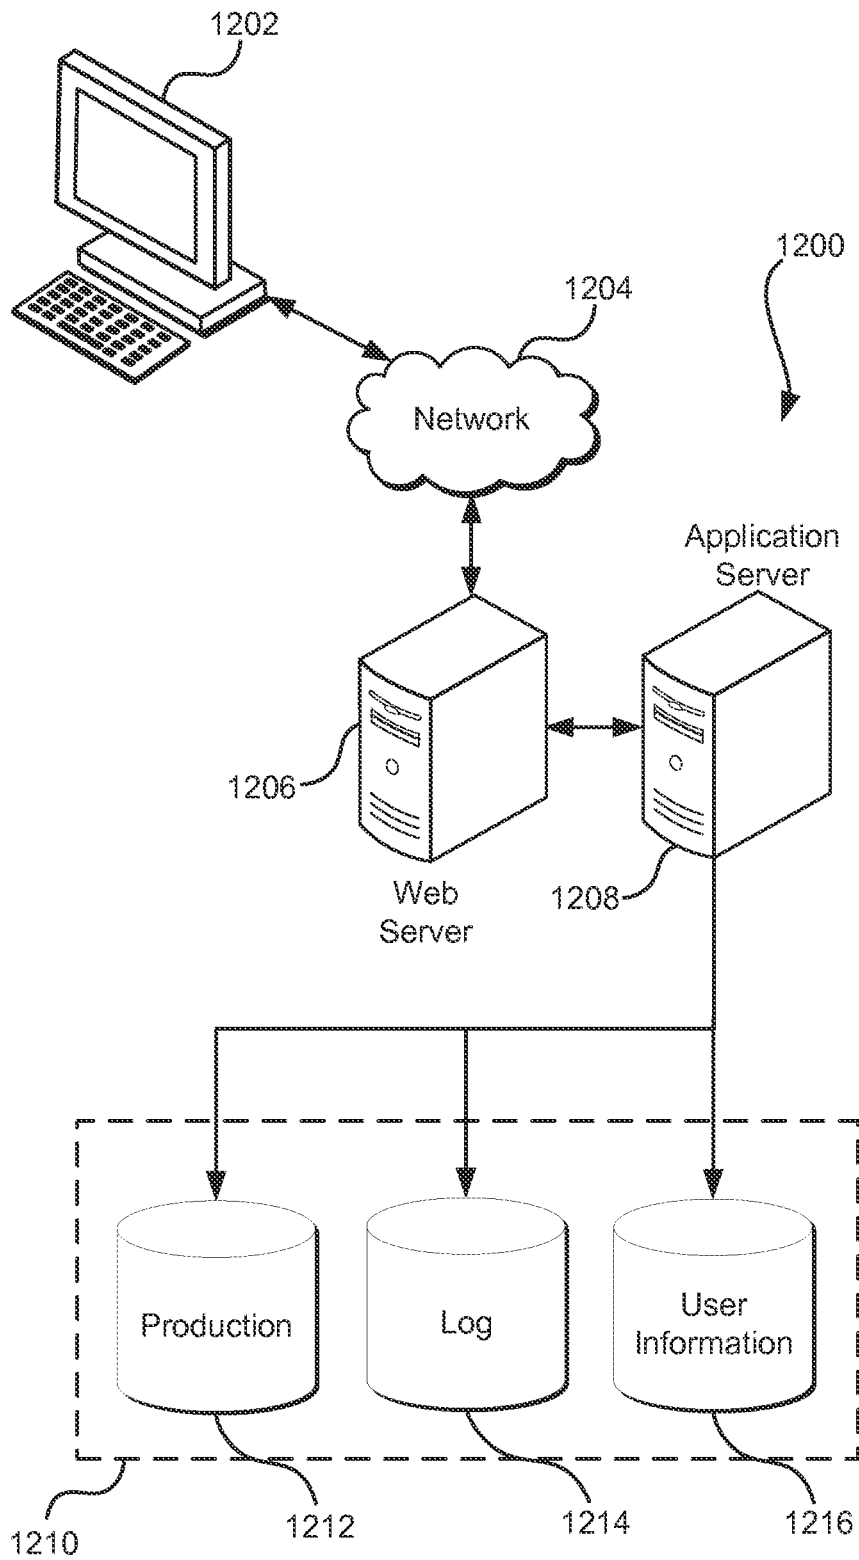 1202
1200
1204
Network
Application
Server
1206
1208
Web
Server
Production
Log
User
Information
1210
1212
1214
1216